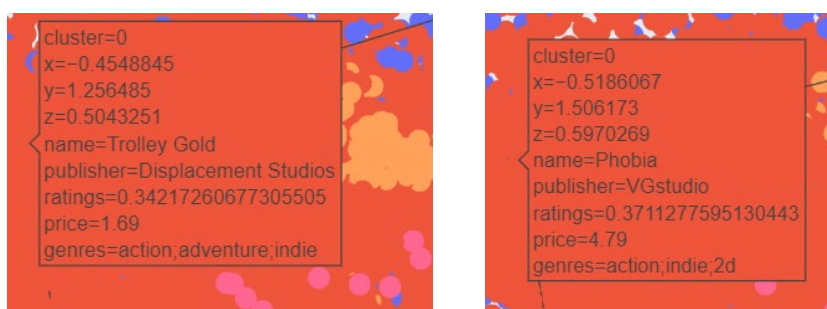 cluster=0
x=−0.4548845
y=1.256485
z=0.5043251
name=Trolley Gold
publisher=Displacement Studios
ratings=0.34217260677305505
price=1.69
genres=action;adventure;indie
cluster=0
x=−0.5186067
y=1.506173
z=0.5970269
name=Phobia
publisher=VGstudio
ratings=0.3711277595130443
price=4.79
genres=action;indie;2d